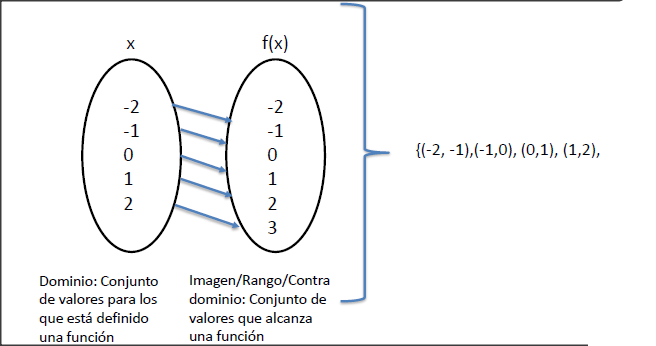 x
f(x)
-2
-1
0
1
2
-2
-1
0
1
2
3
{(-2, -1),(-1,0), (0,1), (1,2),
Dominio: Conjunto
de valores para los
que está definido
una función
Imagen/Rango/Contra
dominio: Conjunto de
valores que alcanza
una función